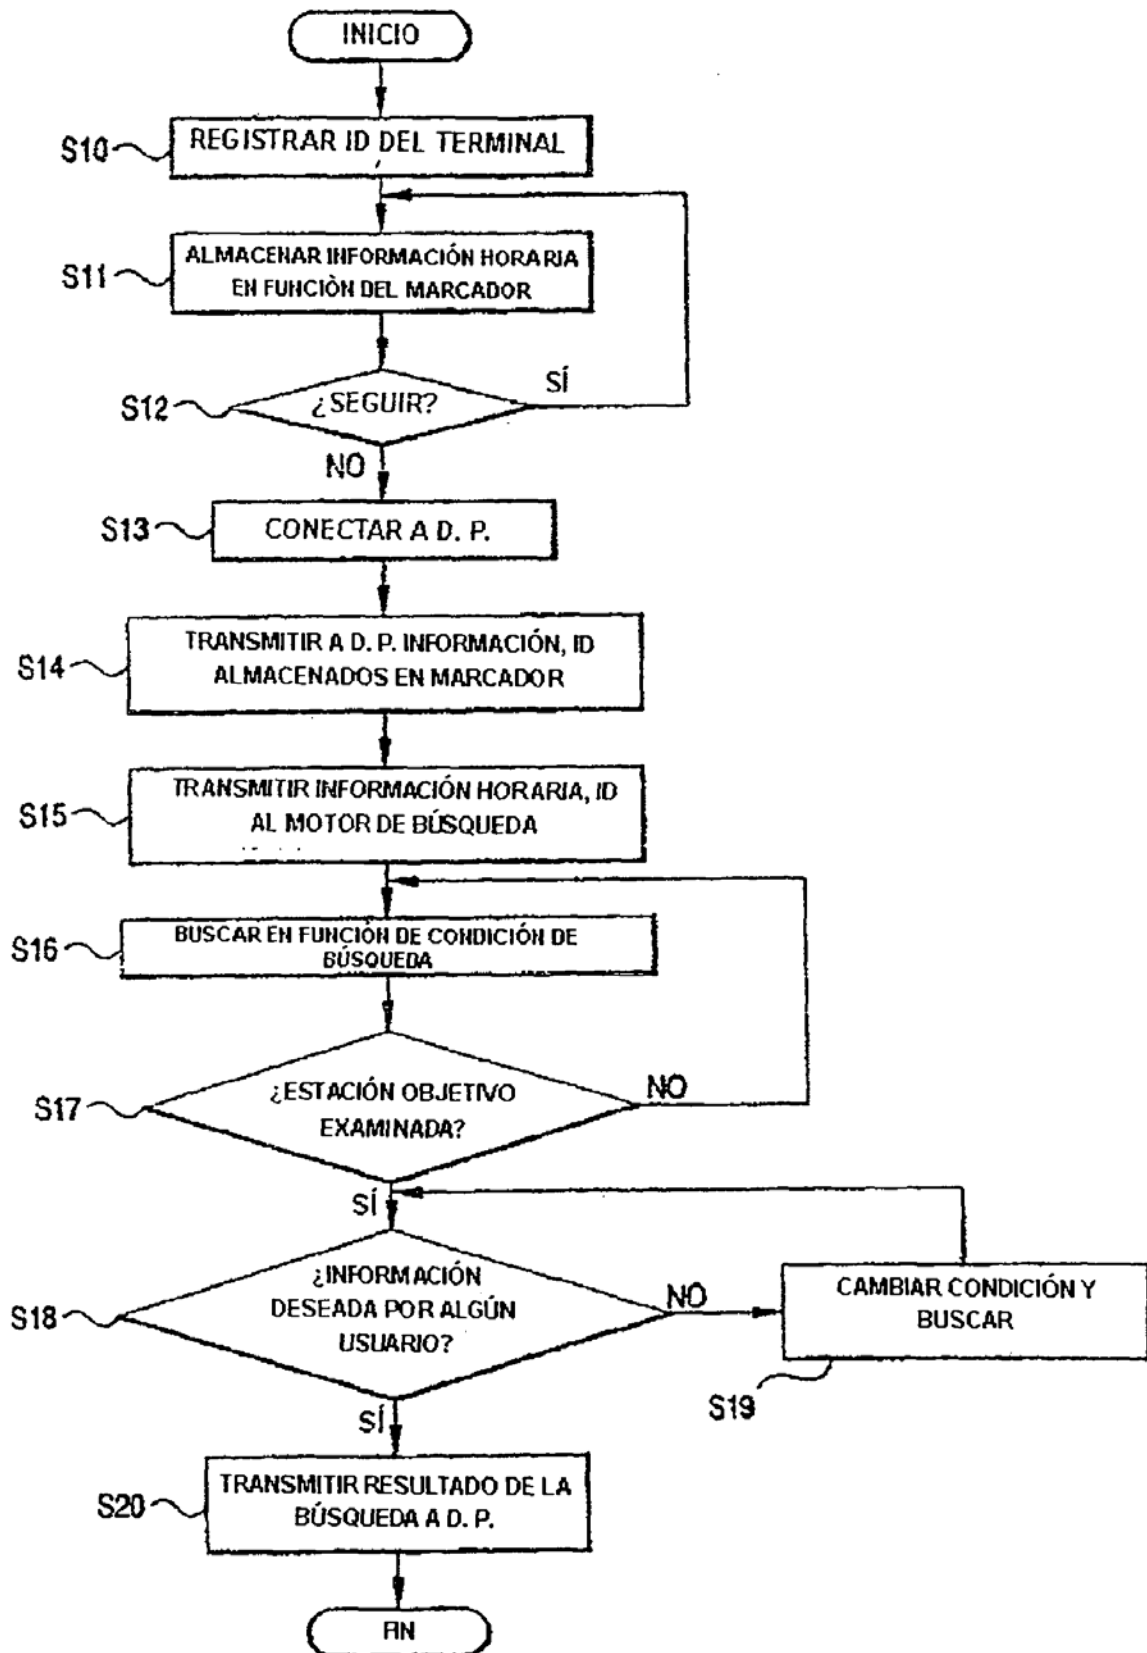 INICIO
S10
REGISTRAR ID DEL TERMINAL
S11
ALMACENAR INFORMACIÓN HORARIA
EN FUNCIÒN DEL MARCADOR
S12
¿SEGUIR?
SÍ
NO
S13
CONECTAR A D. P.
S14
TRANSMITIR A D. P. INFORMACIÓN, ID
ALMACENADOS EN MARCADOR
S15
TRANSMITIR INFORMACIÓN HORARIA, ID
AL MOTOR DE BÚSQUEDA
S16
BUSCAR EN FUNCIÓN DE CONDICIÓN DE
BÚSQUEDA
S17
¿ESTACIÓN OBJETIVO
EXAMINADA?
NO
SÍ
S18
¿INFORMACIÓN
DESEADA POR ALGÚN
USUARIO?
NO
CAMBIAR CONDICIÓN Y
BUSCAR
S19
SÍ
S20
TRANSMITIR RESULTADO DE LA
BÚSQUEDA A D. P.
FIN